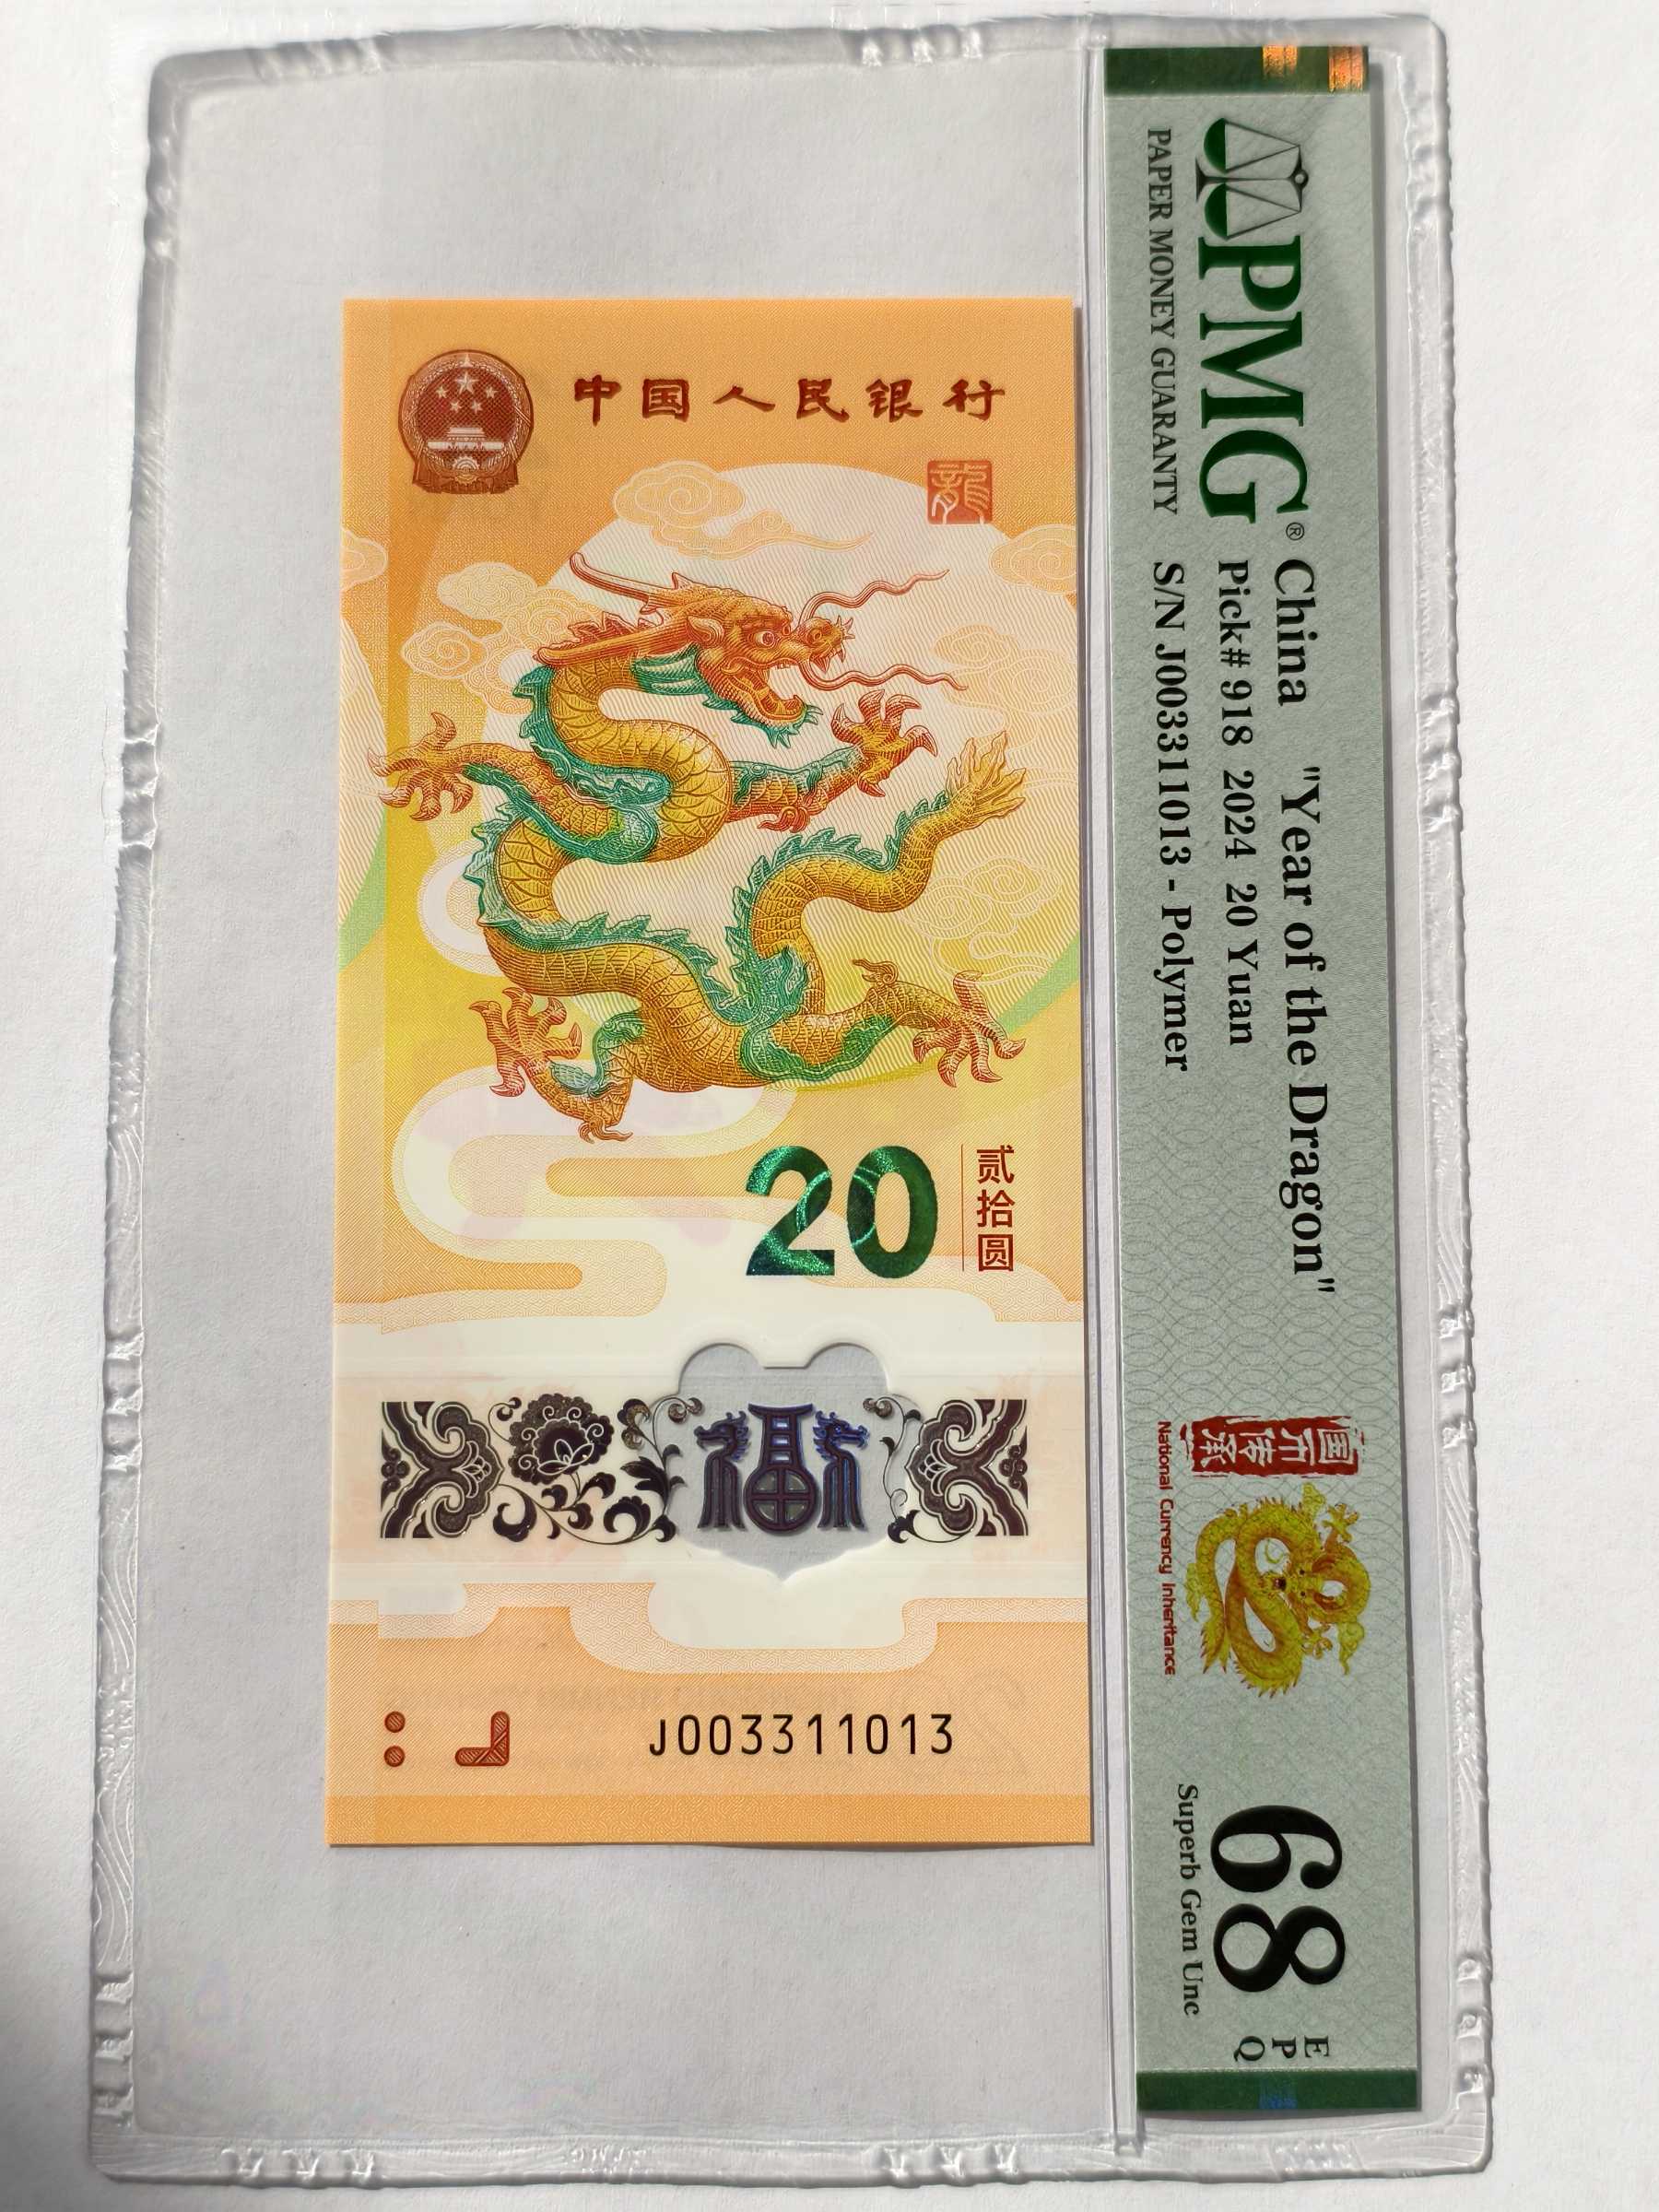 中国人民银行
龍
20
贰拾圆
福
J003311013
PMG®
PAPER MONEY GUARANTY
China "Year of the Dragon"
Pick# 918 2024 20 Yuan
S/N J003311013 - Polymer
国币传承
National Currency Inheritance
68
Superb Gem Unc
EPQ